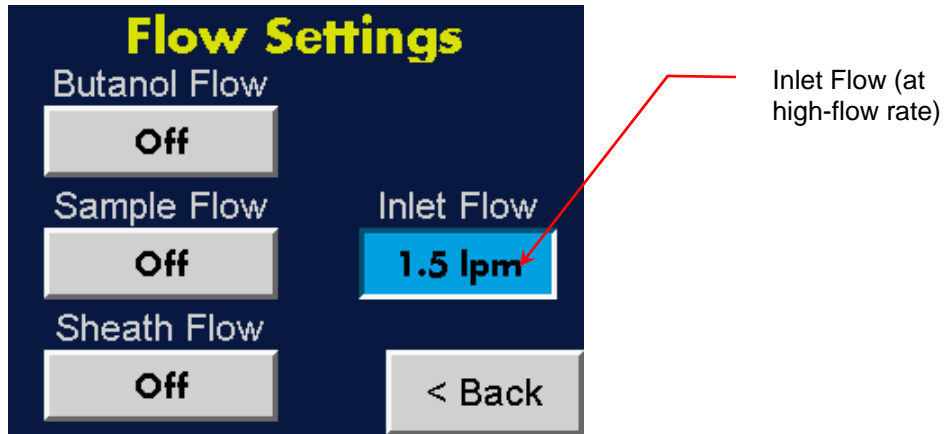 Flow Settings
Butanol Flow
Off
Sample Flow
Off
Sheath Flow
Off
Inlet Flow
1.5 lpm
< Back
Inlet Flow (at
high-flow rate)